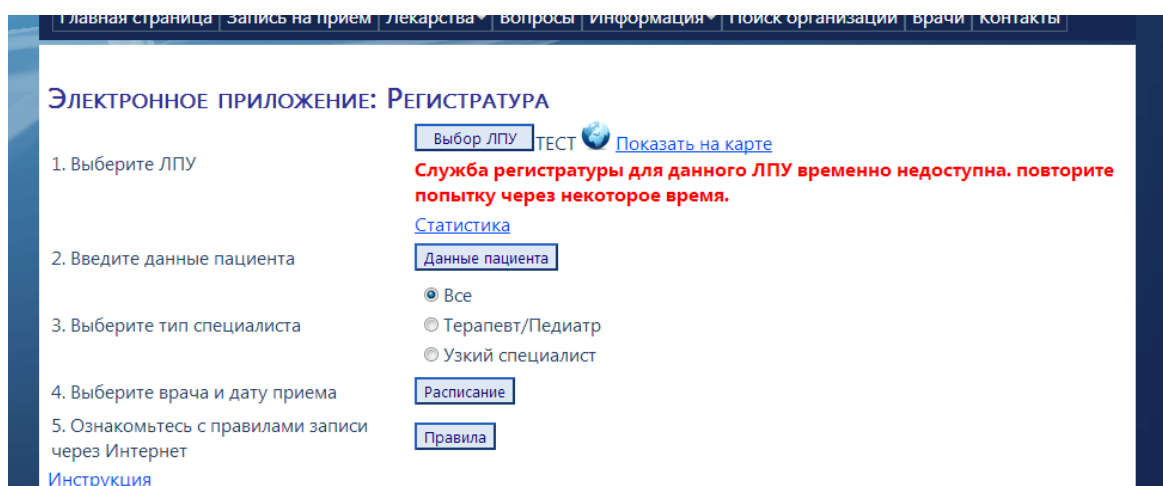 Главная страница Запись на прием Лекарства Вопросы Информация Поиск организаций Врачи Контакты
Электронное приложение: Регистратура
1. Выберите ЛПУ
Выбор ЛПУ ТЕСТ Показать на карте
Служба регистратуры для данного ЛПУ временно недоступна. повторите
попытку через некоторое время.
Статистика
2. Введите данные пациента
Данные пациента
3. Выберите тип специалиста
Все
Терапевт/Педиатр
Узкий специалист
4. Выберите врача и дату приема
Расписание
5. Ознакомьтесь с правилами записи
через Интернет
Правила
Инструкция